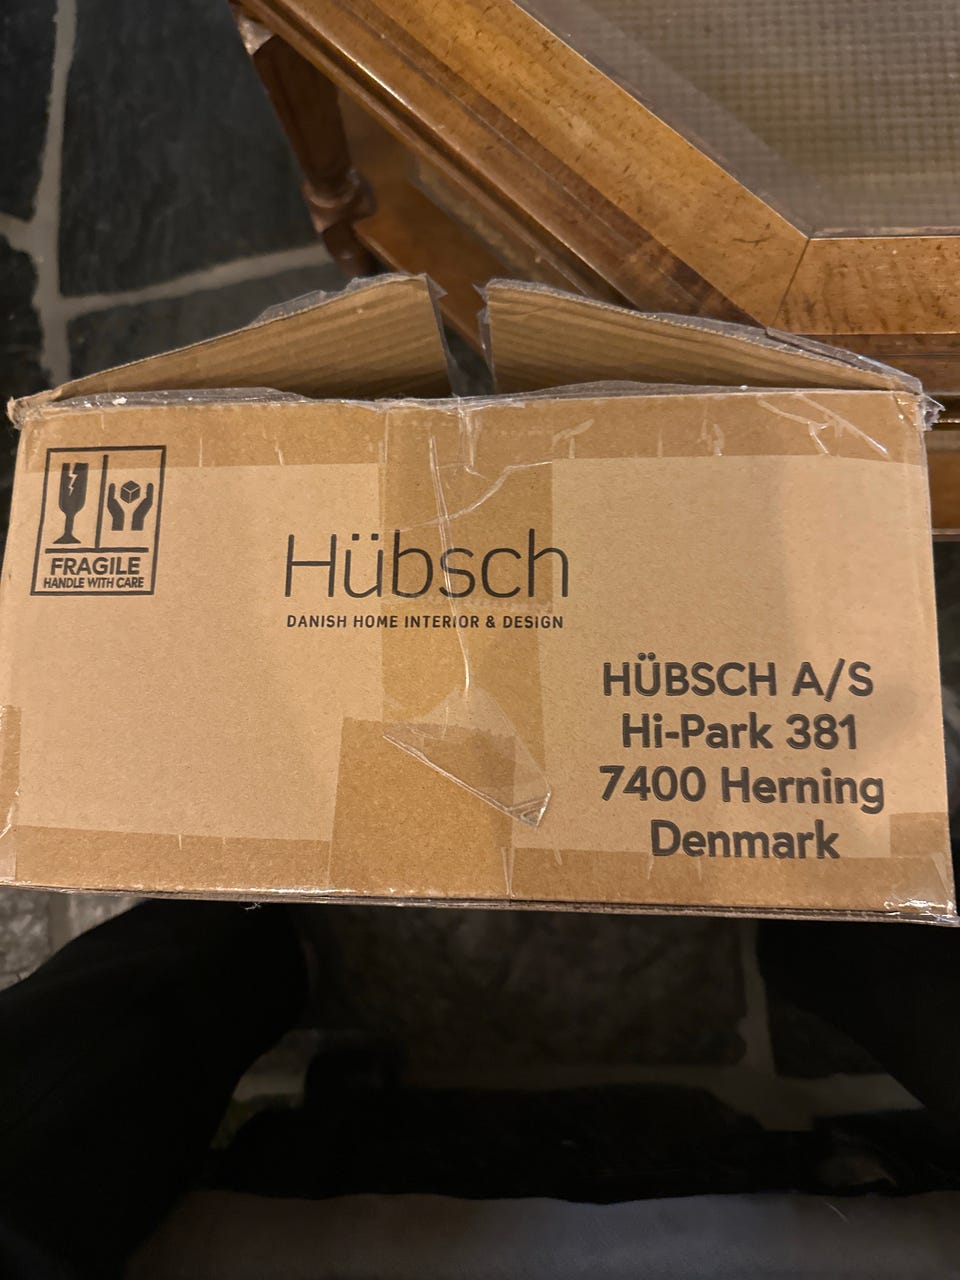 FRAGILE
HANDLE WITH CARE
Hübsch
DANISH HOME INTERIOR & DESIGN
HÜBSCH A/S
Hi-Park 381
7400 Herning
Denmark